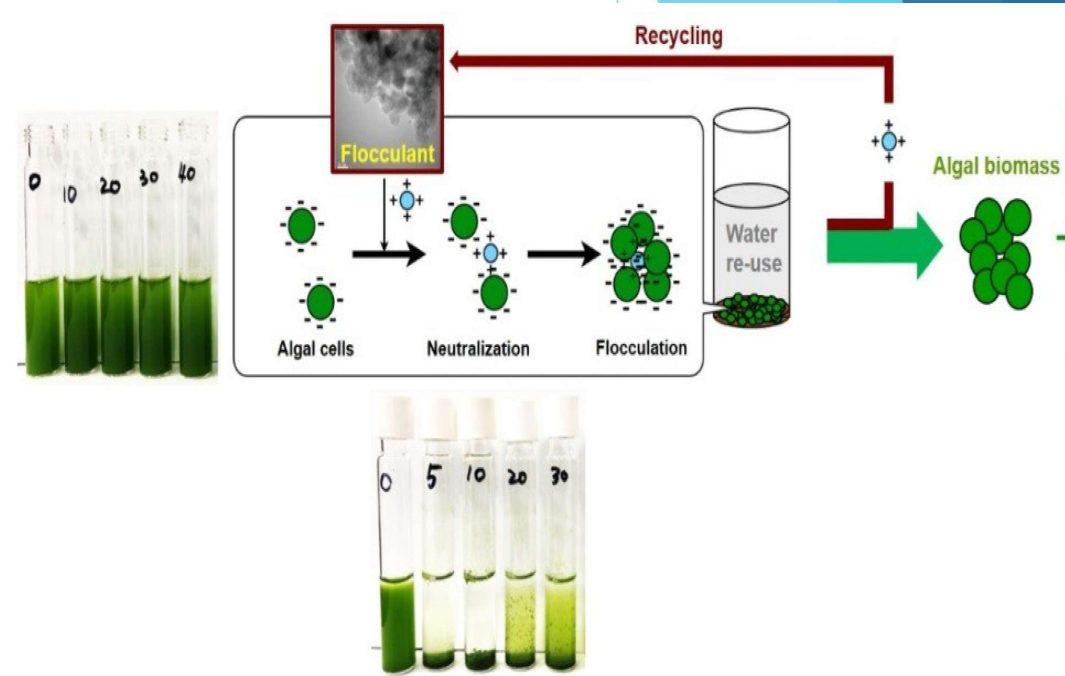 Recycling
Flocculant
0 10 20 30 40
Algal biomass
Water
re-use
Algal cells
Neutralization
Flocculation
0 5 10 20 30